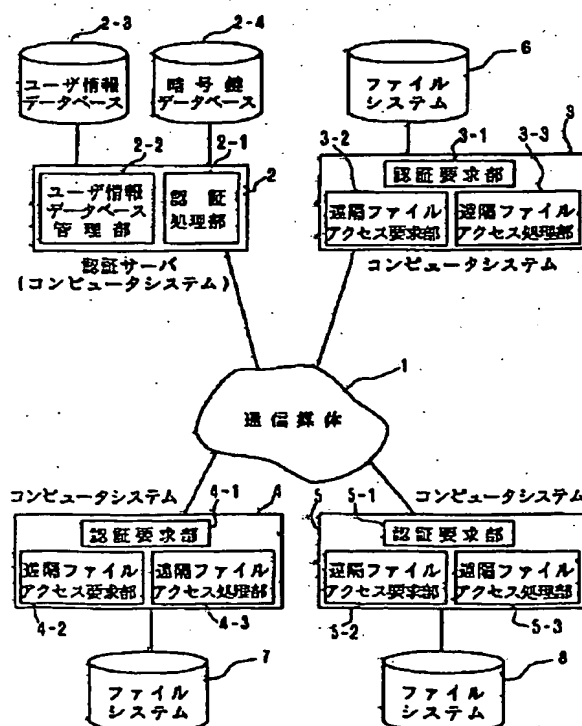 2-3
2-4
ユーザ情報
データベース
暗号鍵
データベース
6
ファイル
システム
2-2
2-1
2
3
3-2
3-1
3-3
ユーザ情報
データベース
管理部
認証
処理部
認証要求部
遠隔ファイル
アクセス要求部
遠隔ファイル
アクセス処理部
認証サーバ
(コンピュータシステム)
コンピュータシステム
1
通信媒体
コンピュータシステム
4-1
4
認証要求部
遠隔ファイル
アクセス要求部
遠隔ファイル
アクセス処理部
4-2
4-3
コンピュータシステム
5
5-1
認証要求部
遠隔ファイル
アクセス要求部
遠隔ファイル
アクセス処理部
5-2
5-3
7
ファイル
システム
8
ファイル
システム